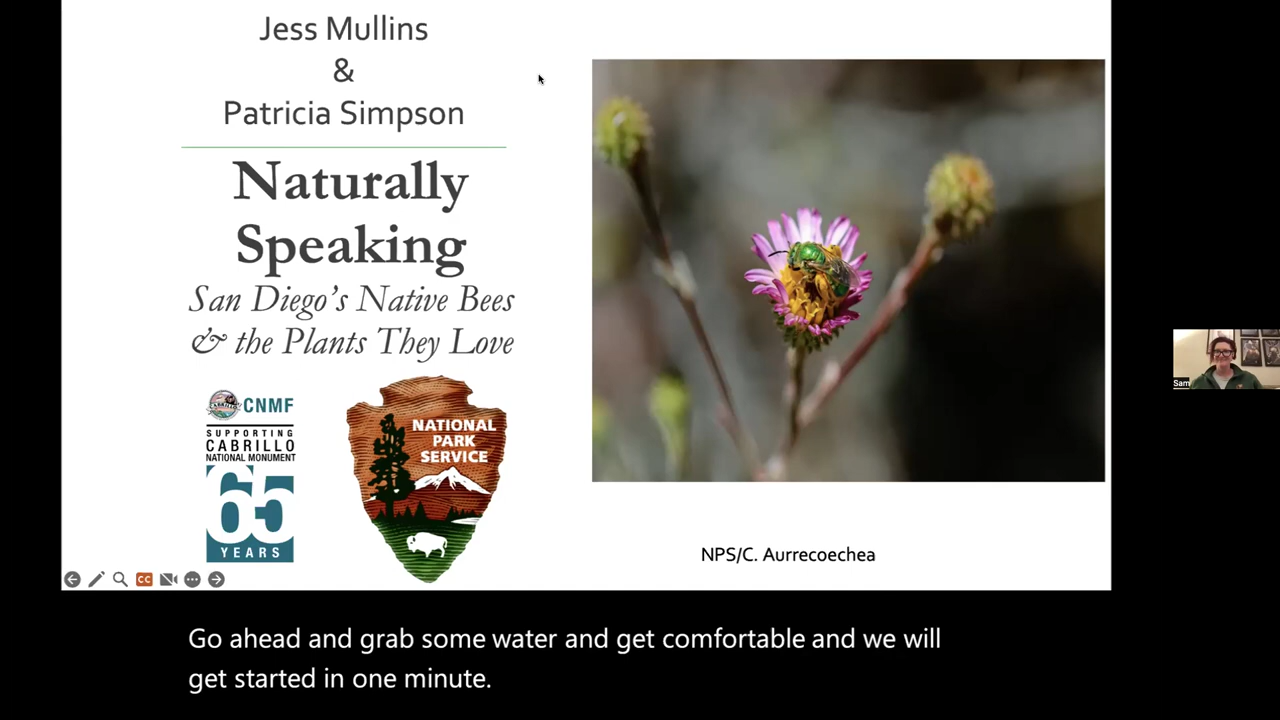 Jess Mullins
&
Patricia Simpson
Naturally
Speaking
San Diego's Native Bees
& the Plants They Love
CNMF
SUPPORTING
CABRILLO
NATIONAL MONUMENT
65
YEARS
NATIONAL
PARK
SERVICE
NPS/C. Aurrecoechea
CC
Sam
Go ahead and grab some water and get comfortable and we will
get started in one minute.